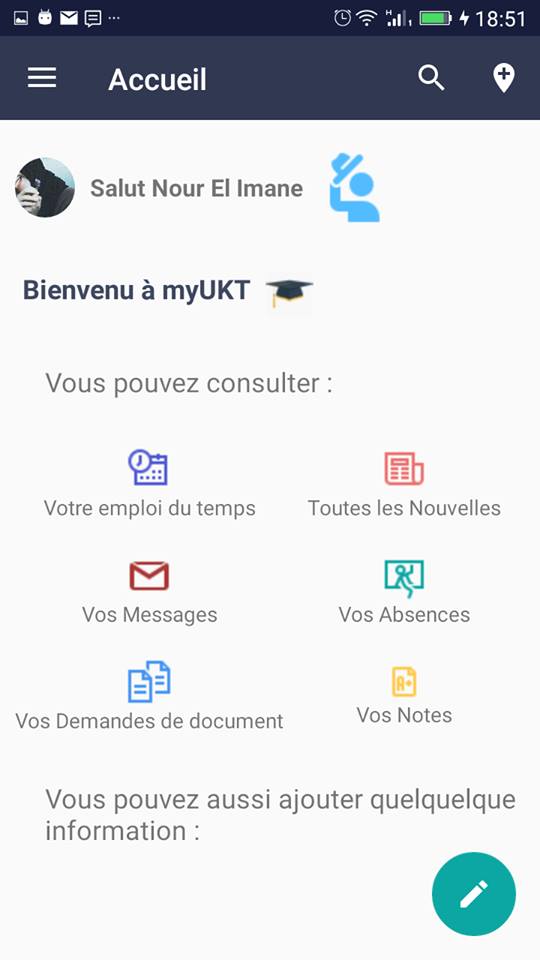 18:51
Accueil
Salut Nour El Imane
Bienvenu à myUKT
Vous pouvez consulter :
Votre emploi du temps
Toutes les Nouvelles
Vos Messages
Vos Absences
Vos Demandes de document
Vos Notes
Vous pouvez aussi ajouter quelquelque
information :